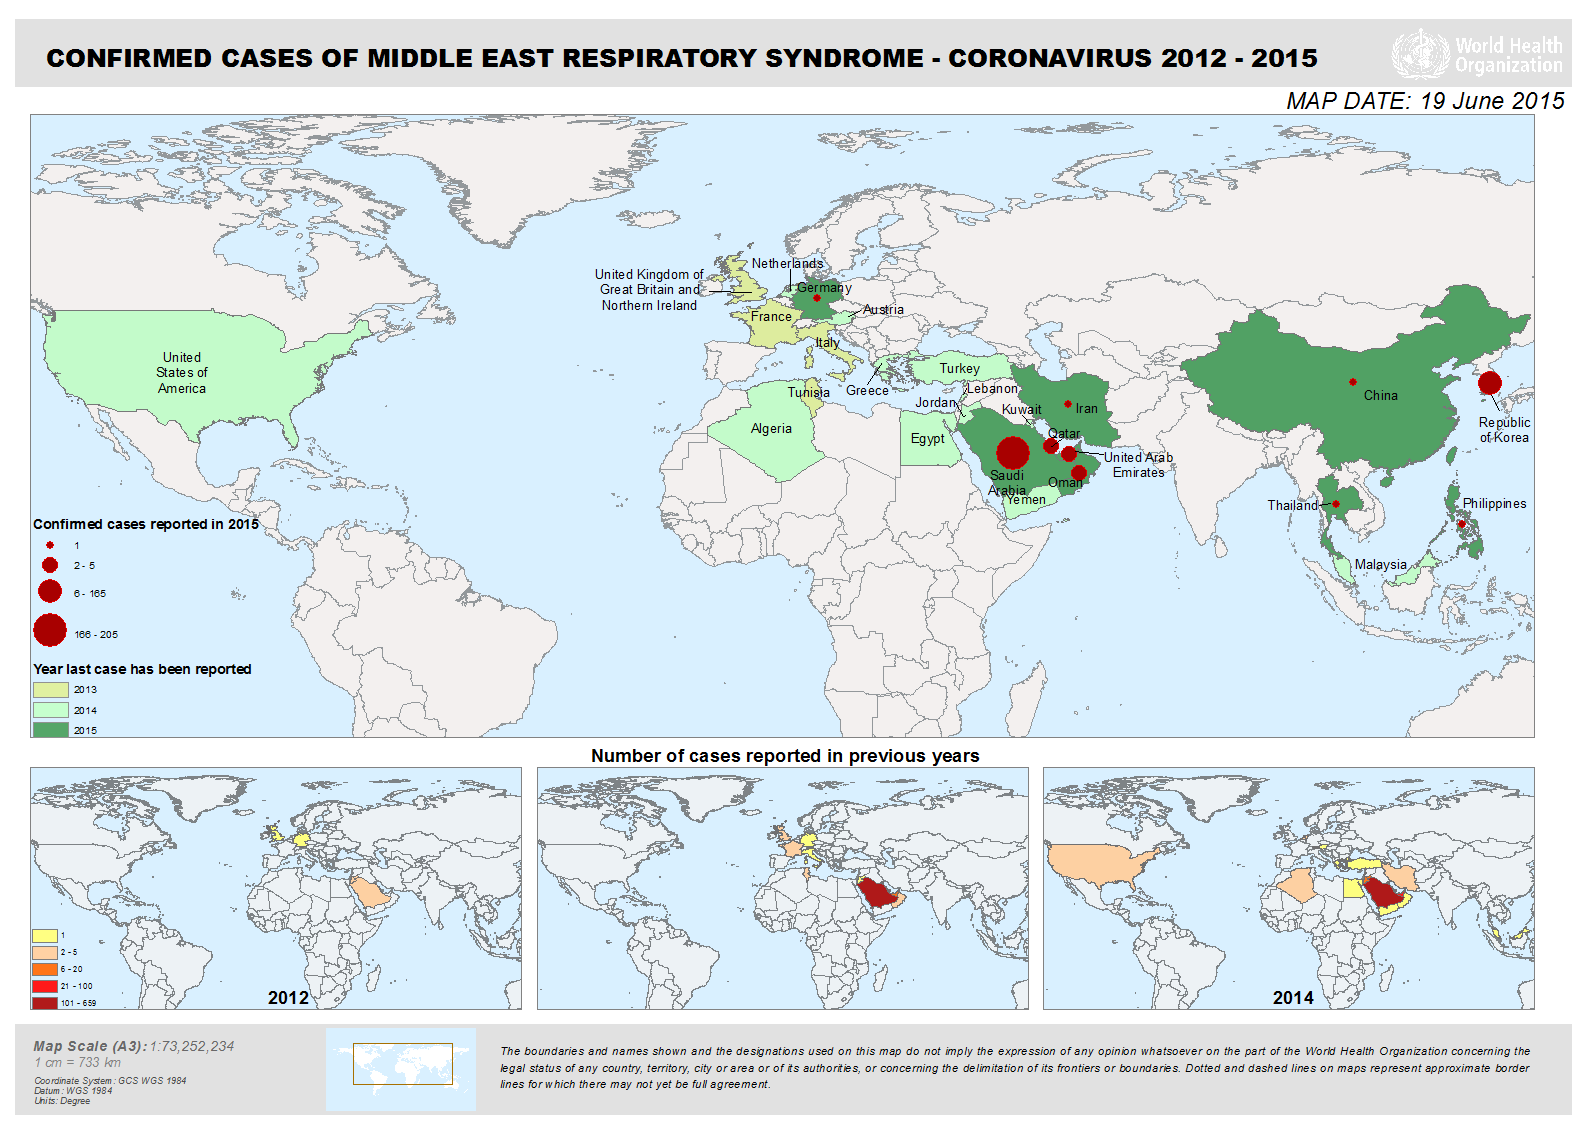 CONFIRMED CASES OF MIDDLE EAST RESPIRATORY SYNDROME - CORONAVIRUS 2012 - 2015
World Health
Organization
MAP DATE: 19 June 2015
United Kingdom of
Great Britain and
Northern Ireland
Netherlands
Germany
Austria
France
Italy
United
States of
America
Turkey
Greece
Tunisia
Lebanon
Jordan
Kuwait
Iran
China
Algeria
Egypt
Qatar
United Arab
Emirates
Republic
of Korea
Saudi
Arabia
Oman
Yemen
Thailand
Philippines
Malaysia
Confirmed cases reported in 2015
1
2 - 5
6 - 165
166 - 205
Year last case has been reported
2013
2014
2015
Number of cases reported in previous years
1
2 - 5
6 - 20
21 - 100
101 - 659
2012
2014
Map Scale (A3): 1:73,252,234
1 cm = 733 km
Coordinate System: GCS WGS 1984
Datum: WGS 1984
Units: Degree
The boundaries and names shown and the designations used on this map do not imply the expression of any opinion whatsoever on the part of the World Health Organization concerning the
legal status of any country, territory, city or area or of its authorities, or concerning the delimitation of its frontiers or boundaries. Dotted and dashed lines on maps represent approximate border
lines for which there may not yet be full agreement.